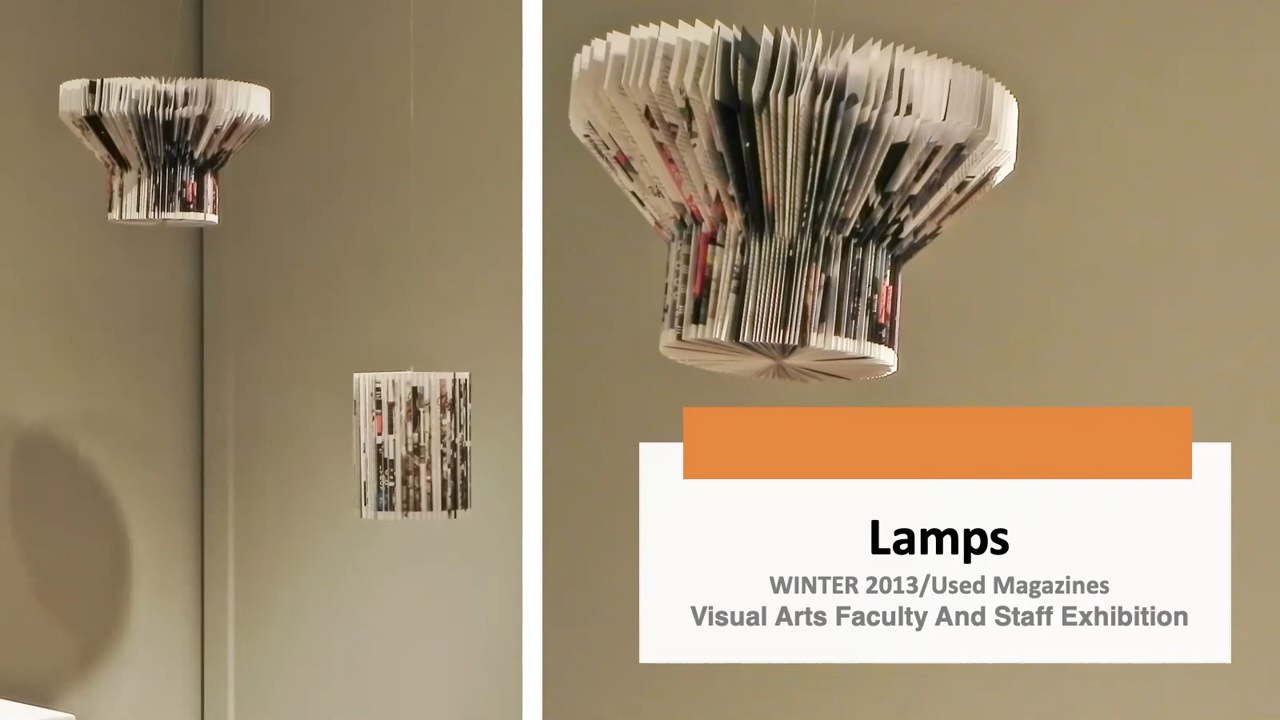 Lamps
WINTER 2013/Used Magazines
Visual Arts Faculty And Staff Exhibition